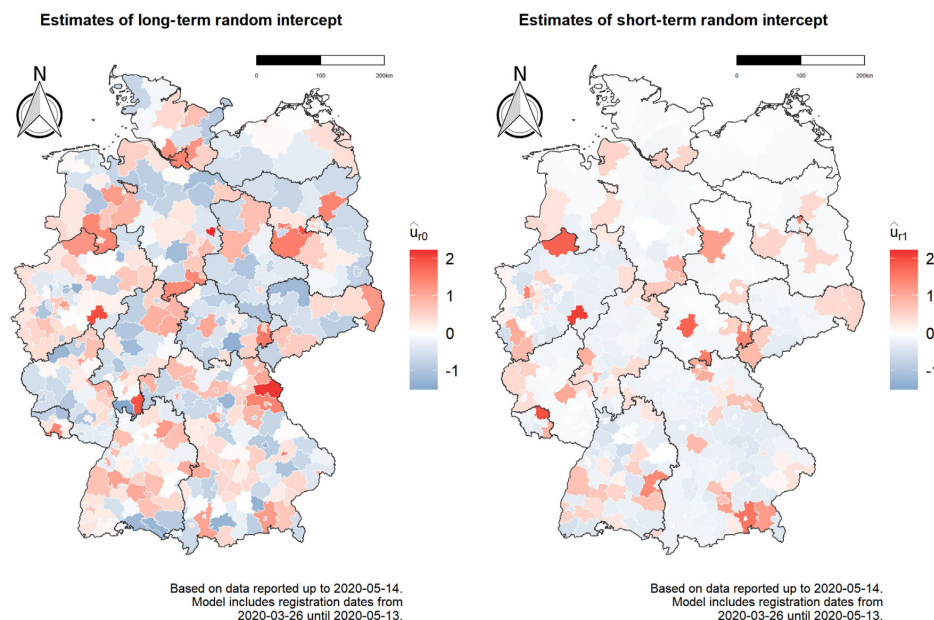 Estimates of long-term random intercept
Estimates of short-term random intercept
0 100 200km
0 100 200km
N
N
û_r0
2
1
0
-1
û_r1
2
1
0
-1
Based on data reported up to 2020-05-14.
Model includes registration dates from
2020-03-26 until 2020-05-13.
Based on data reported up to 2020-05-14.
Model includes registration dates from
2020-03-26 until 2020-05-13.